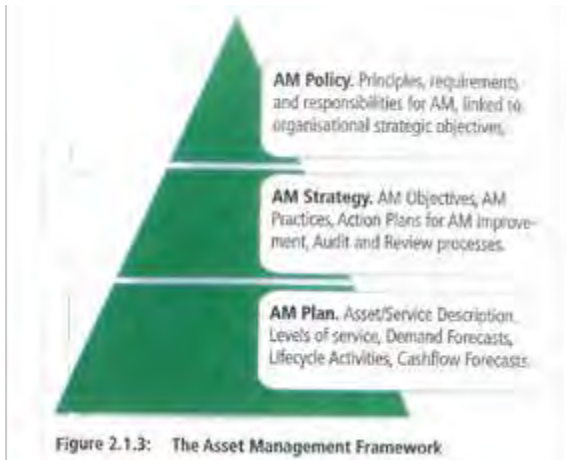 AM Policy. Principles, requirements
and responsibilities for AM, linked to
organisational strategic objectives.
AM Strategy. AM Objectives, AM
Practices, Action Plans for AM Improve-
ment, Audit and Review processes.
AM Plan. Asset/Service Description
Levels of service, Demand Forecasts,
Lifecycle Activities, Cashflow Forecasts
Figure 2.1.3: The Asset Management Framework